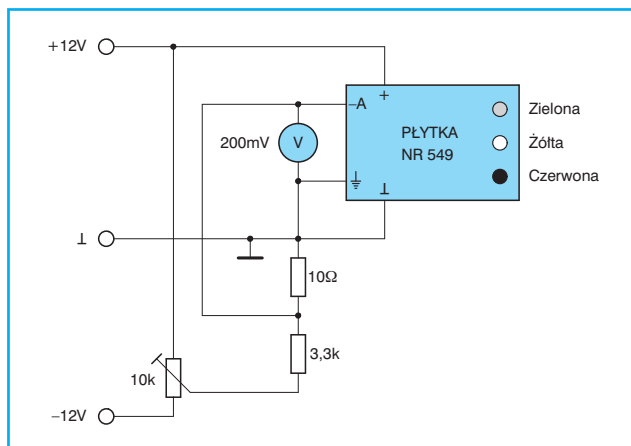 +12V
+
–A
200mV
V
PŁYTKA
NR 549
Zielona
Żółta
Czerwona
⏚
⊥
⊥
10Ω
3,3k
10k
–12V